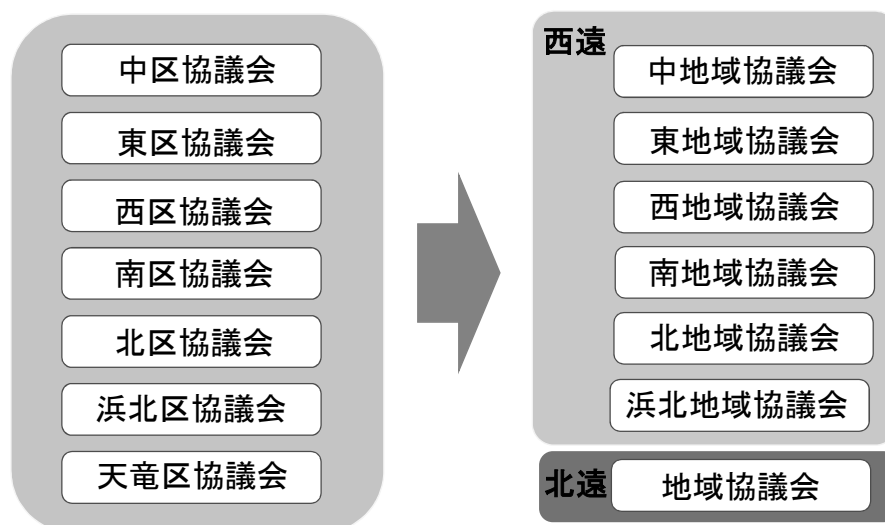 中区協議会
東区協議会
西区協議会
南区協議会
北区協議会
浜北区協議会
天竜区協議会
西遠
中地域協議会
東地域協議会
西地域協議会
南地域協議会
北地域協議会
浜北地域協議会
北遠
地域協議会